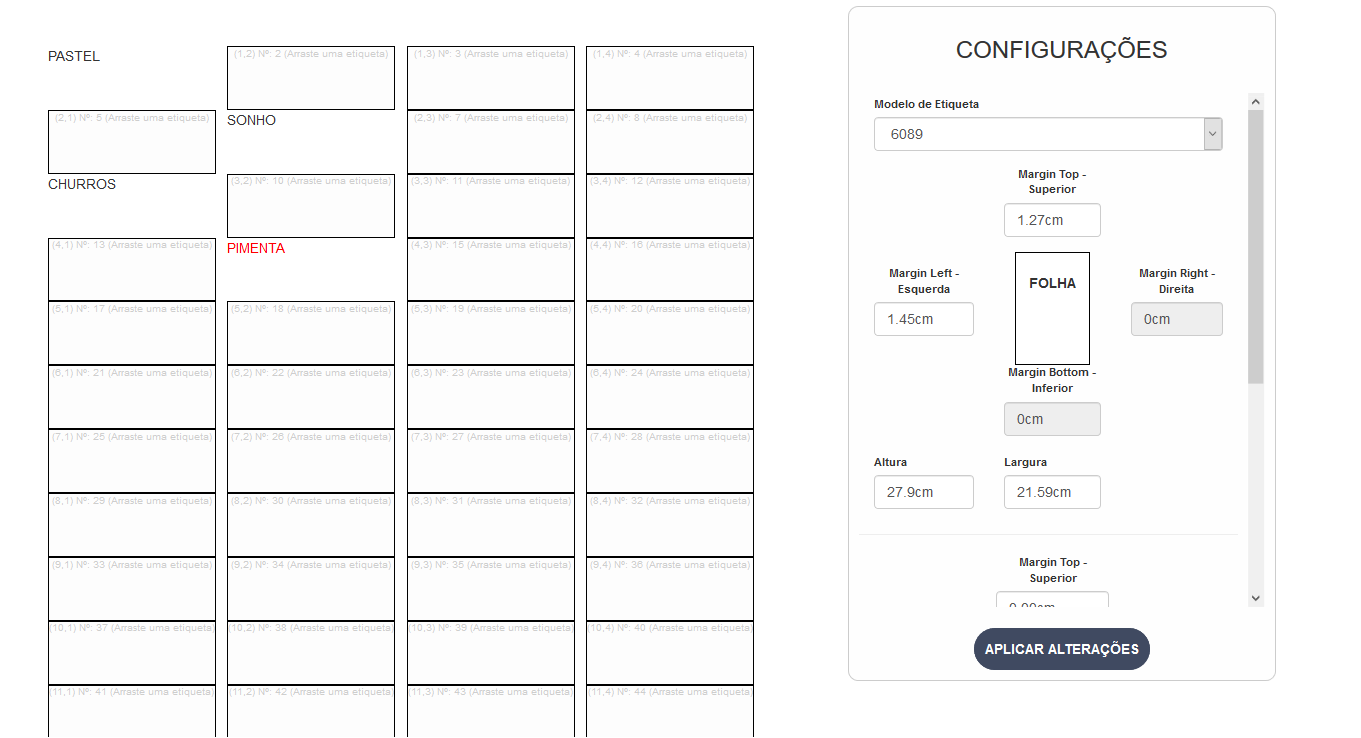 PASTEL
(1,2) Nº: 2 (Arraste uma etiqueta)
(1,3) Nº: 3 (Arraste uma etiqueta)
(1,4) Nº: 4 (Arraste uma etiqueta)
(2,1) Nº: 5 (Arraste uma etiqueta)
SONHO
(2,3) Nº: 7 (Arraste uma etiqueta)
(2,4) Nº: 8 (Arraste uma etiqueta)
CHURROS
(3,2) Nº: 10 (Arraste uma etiqueta)
(3,3) Nº: 11 (Arraste uma etiqueta)
(3,4) Nº: 12 (Arraste uma etiqueta)
(4,1) Nº: 13 (Arraste uma etiqueta)
PIMENTA
(4,3) Nº: 15 (Arraste uma etiqueta)
(4,4) Nº: 16 (Arraste uma etiqueta)
(5,1) Nº: 17 (Arraste uma etiqueta)
(5,2) Nº: 18 (Arraste uma etiqueta)
(5,3) Nº: 19 (Arraste uma etiqueta)
(5,4) Nº: 20 (Arraste uma etiqueta)
(6,1) Nº: 21 (Arraste uma etiqueta)
(6,2) Nº: 22 (Arraste uma etiqueta)
(6,3) Nº: 23 (Arraste uma etiqueta)
(6,4) Nº: 24 (Arraste uma etiqueta)
(7,1) Nº: 25 (Arraste uma etiqueta)
(7,2) Nº: 26 (Arraste uma etiqueta)
(7,3) Nº: 27 (Arraste uma etiqueta)
(7,4) Nº: 28 (Arraste uma etiqueta)
(8,1) Nº: 29 (Arraste uma etiqueta)
(8,2) Nº: 30 (Arraste uma etiqueta)
(8,3) Nº: 31 (Arraste uma etiqueta)
(8,4) Nº: 32 (Arraste uma etiqueta)
(9,1) Nº: 33 (Arraste uma etiqueta)
(9,2) Nº: 34 (Arraste uma etiqueta)
(9,3) Nº: 35 (Arraste uma etiqueta)
(9,4) Nº: 36 (Arraste uma etiqueta)
(10,1) Nº: 37 (Arraste uma etiqueta)
(10,2) Nº: 38 (Arraste uma etiqueta)
(10,3) Nº: 39 (Arraste uma etiqueta)
(10,4) Nº: 40 (Arraste uma etiqueta)
(11,1) Nº: 41 (Arraste uma etiqueta)
(11,2) Nº: 42 (Arraste uma etiqueta)
(11,3) Nº: 43 (Arraste uma etiqueta)
(11,4) Nº: 44 (Arraste uma etiqueta)
CONFIGURAÇÕES
Modelo de Etiqueta
6089
Margin Top -
Superior
1.27cm
Margin Left -
Esquerda
1.45cm
FOLHA
Margin Right -
Direita
0cm
Margin Bottom -
Inferior
0cm
Altura
27.9cm
Largura
21.59cm
Margin Top -
Superior
APLICAR ALTERAÇÕES